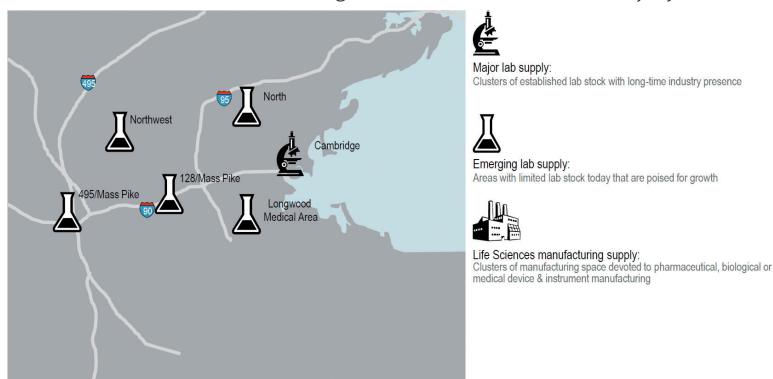 495
95
North
Northwest
Cambridge
128/Mass Pike
495/Mass Pike
90
Longwood
Medical Area
Major lab supply:
Clusters of established lab stock with long-time industry presence
Emerging lab supply:
Areas with limited lab stock today that are poised for growth
Life Sciences manufacturing supply:
Clusters of manufacturing space devoted to pharmaceutical, biological or
medical device & instrument manufacturing